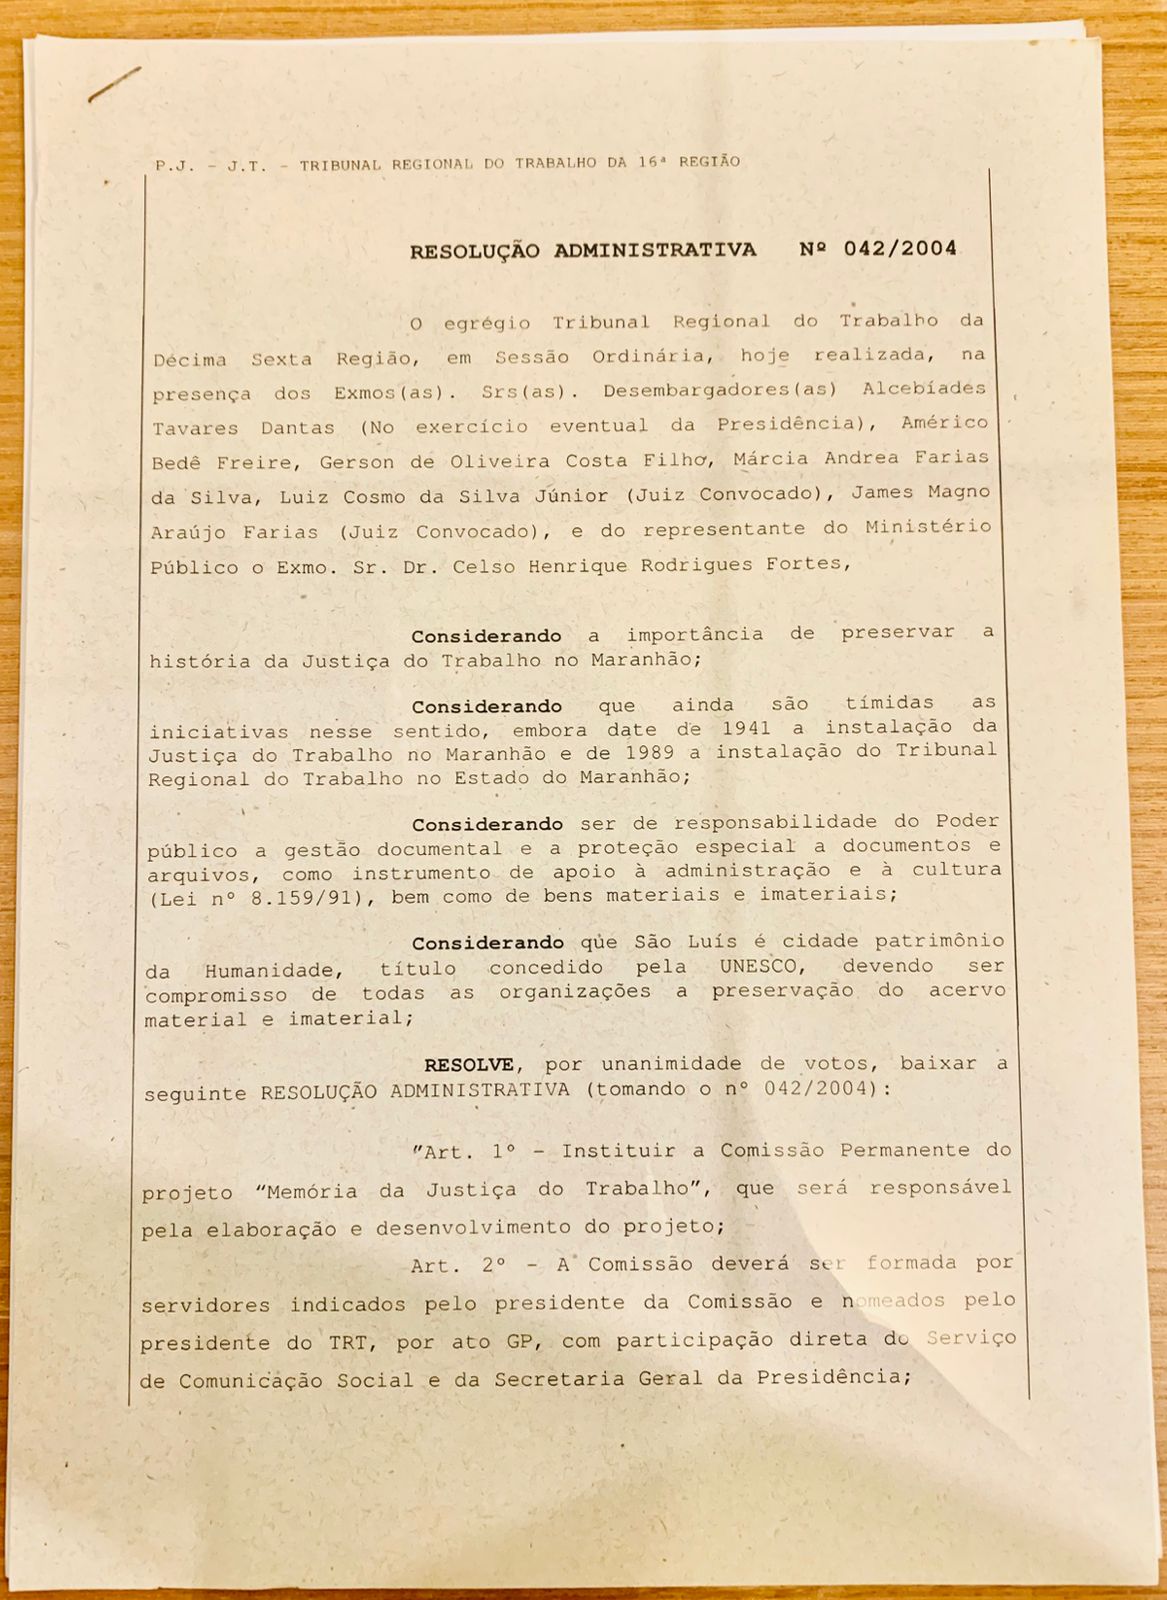 P.J. - J.T. - TRIBUNAL REGIONAL DO TRABALHO DA 16ª REGIÃO
RESOLUÇÃO ADMINISTRATIVA Nº 042/2004
O egrégio Tribunal Regional do Trabalho da
Décima Sexta Região, em Sessão Ordinária, hoje realizada, na
presença dos Exmos(as). Srs(as). Desembargadores(as) Alcebíades
Tavares Dantas (No exercício eventual da Presidência), Américo
Bedê Freire, Gerson de Oliveira Costa Filho, Márcia Andrea Farias
da Silva, Luiz Cosmo da Silva Júnior (Juiz Convocado), James Magno
Araújo Farias (Juiz Convocado), e do representante do Ministério
Público o Exmo. Sr. Dr. Celso Henrique Rodrigues Fortes,
Considerando a importância de preservar a
história da Justiça do Trabalho no Maranhão;
Considerando que ainda são tímidas as
iniciativas nesse sentido, embora date de 1941 a instalação da
Justiça do Trabalho no Maranhão e de 1989 a instalação do Tribunal
Regional do Trabalho no Estado do Maranhão;
Considerando ser de responsabilidade do Poder
público a gestão documental e a proteção especial a documentos e
arquivos, como instrumento de apoio à administração e à cultura
(Lei nº 8.159/91), bem como de bens materiais e imateriais;
Considerando que São Luís é cidade patrimônio
da Humanidade, título concedido pela UNESCO, devendo ser
compromisso de todas as organizações a preservação do acervo
material e imaterial;
RESOLVE, por unanimidade de votos, baixar a
seguinte RESOLUÇÃO ADMINISTRATIVA (tomando o nº 042/2004):
"Art. 1º - Instituir a Comissão Permanente do
projeto “Memória da Justiça do Trabalho”, que será responsável
pela elaboração e desenvolvimento do projeto;
Art. 2º - A Comissão deverá ser formada por
servidores indicados pelo presidente da Comissão e nomeados pelo
presidente do TRT, por ato GP, com participação direta do Serviço
de Comunicação Social e da Secretaria Geral da Presidência;